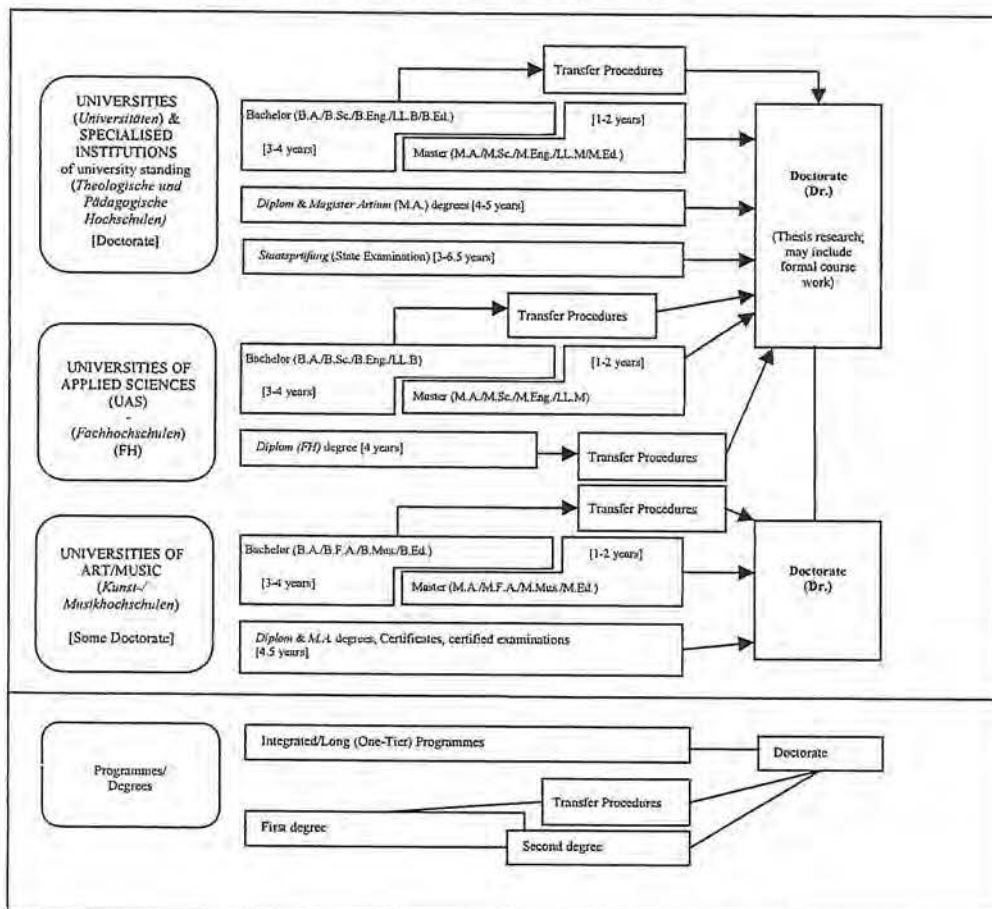 Transfer Procedures
UNIVERSITIES
(Universitäten) &
SPECIALISED
INSTITUTIONS
of university standing
(Theologische und
Pädagogische
Hochschulen)
[Doctorate]
Bachelor (B.A./B.Sc./B.Eng./LL.B/B.Ed.)
[3-4 years]
[1-2 years]
Master (M.A./M.Sc./M.Eng./LL.M/M.Ed.)
Diplom & Magister Artium (M.A.) degrees [4-5 years]
Staatsprüfung (State Examination) [3-6.5 years]
Doctorate
(Dr.)
(Thesis research;
may include
formal course
work)
Transfer Procedures
UNIVERSITIES OF
APPLIED SCIENCES
(UAS)
-
(Fachhochschulen)
(FH)
Bachelor (B.A./B.Sc./B.Eng./LL.B)
[3-4 years]
[1-2 years]
Master (M.A./M.Sc./M.Eng./LL.M)
Diplom (FH) degree [4 years]
Transfer Procedures
Transfer Procedures
UNIVERSITIES OF
ART/MUSIC
(Kunst-/
Musikhochschulen)
[Some Doctorate]
Bachelor (B.A./B.F.A./B.Mus./B.Ed.)
[3-4 years]
[1-2 years]
Master (M.A./M.F.A./M.Mus./M.Ed.)
Diplom & M.A. degrees, Certificates, certified examinations
[4.5 years]
Doctorate
(Dr.)
Programmes/
Degrees
Integrated/Long (One-Tier) Programmes
Doctorate
Transfer Procedures
First degree
Second degree